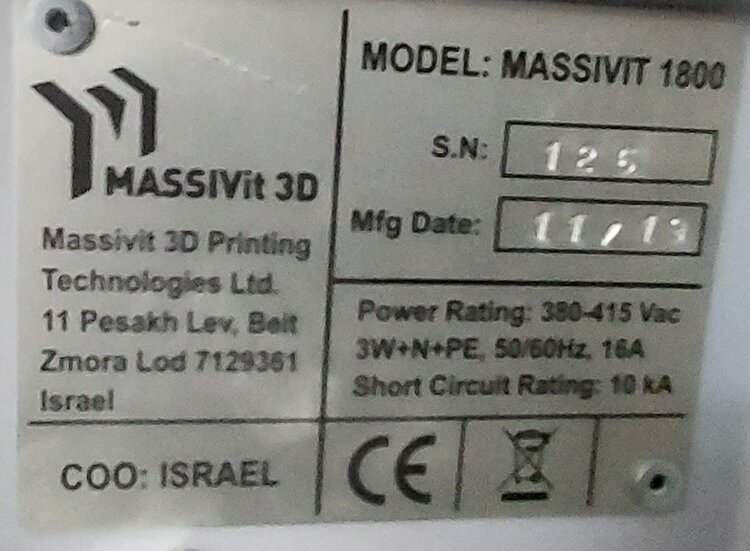 MASSIVit 3D
Massivit 3D Printing
Technologies Ltd.
11 Pesakh Lev, Beit
Zmora Lod 7129361
Israel
COO: ISRAEL
MODEL: MASSIVIT 1800
S.N: 125
Mfg Date:
Power Rating: 380-415 Vac
3W+N+PE, 50/60Hz, 16A
Short Circuit Rating: 10 kA
CE